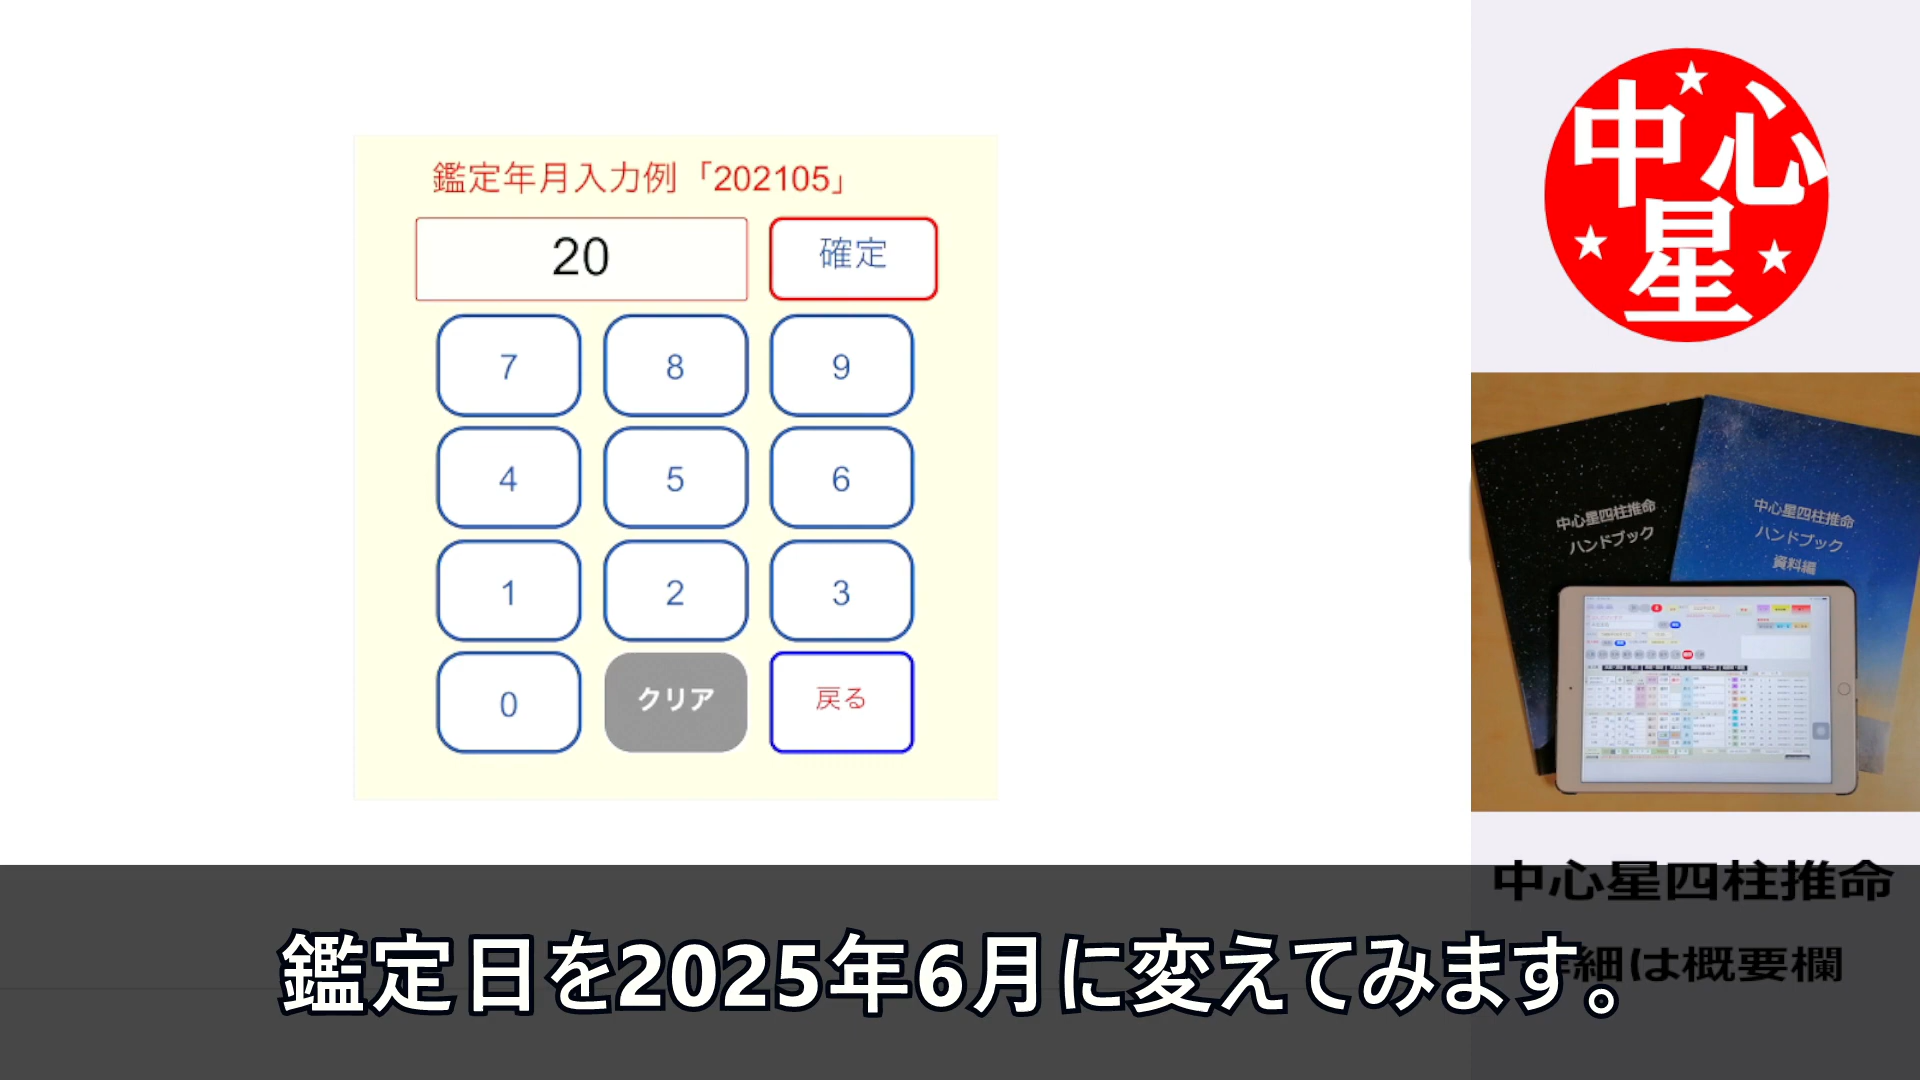 鑑定年月入力例「202105」
20
確定
7
8
9
4
5
6
1
2
3
0
クリア
戻る
中心
星
中心星四柱推命
ハンドブック
中心星四柱推命
ハンドブック
資料編
中心星四柱推命
細は概要欄
鑑定日を2025年6月に変えてみます。